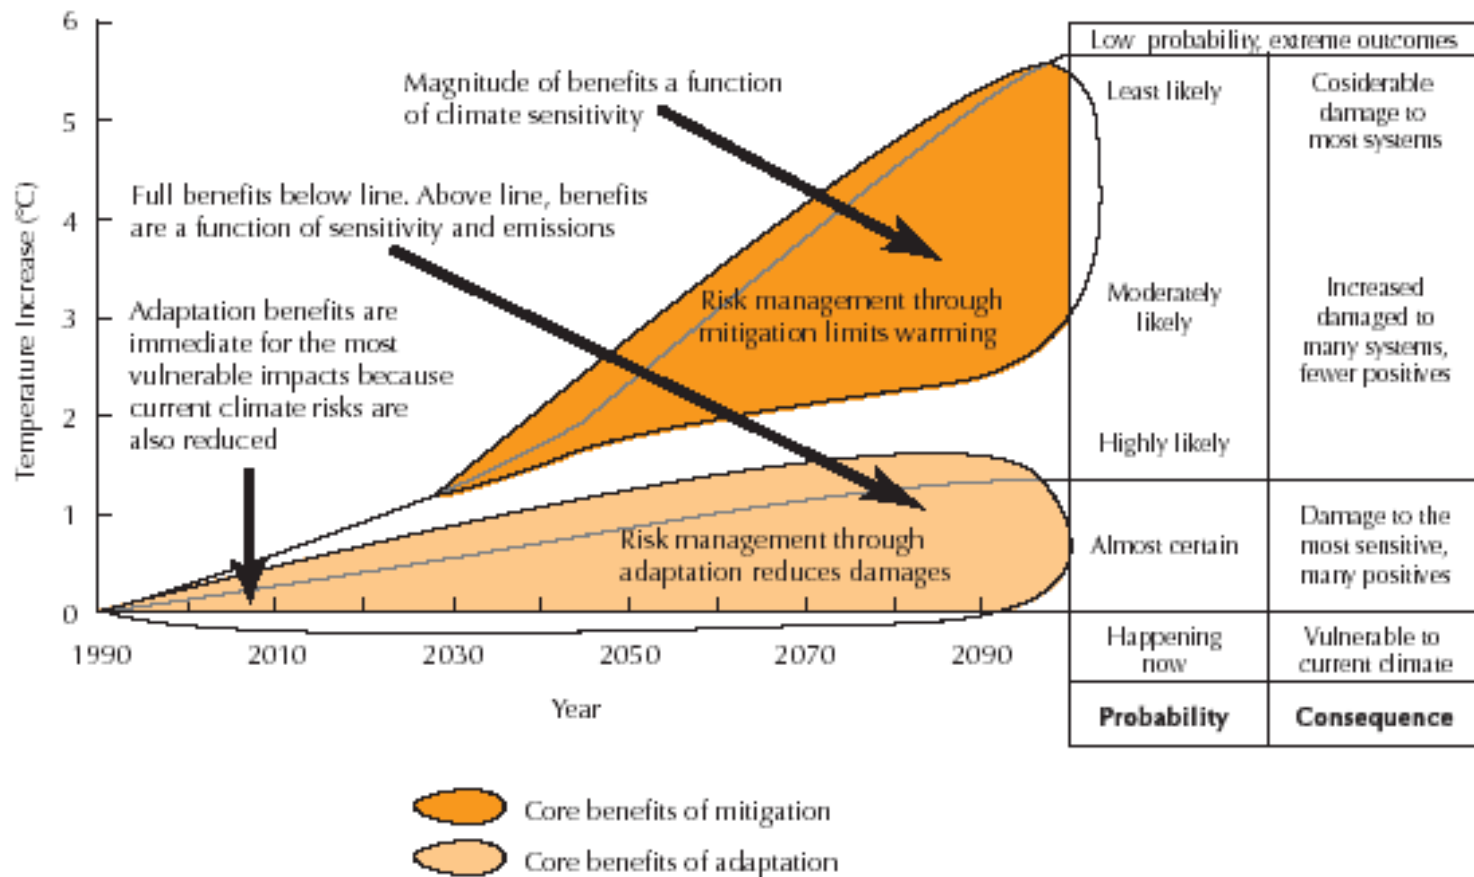 6
5
4
3
2
1
0
Temperature Increase (°C)
Magnitude of benefits a function
of climate sensitivity
Full benefits below line. Above line, benefits
are a function of sensitivity and emissions
Adaptation benefits are
immediate for the most
vulnerable impacts because
current climate risks are
also reduced
Risk management through
mitigation limits warming
Risk management through
adaptation reduces damages
1990
2010
2030
2050
2070
2090
Year
Low probability, extreme outcomes
Least likely
Cosiderable
damage to
most systems
Moderately
likely
Increased
damaged to
many systems,
fewer positives
Highly likely
Almost certain
Damage to the
most sensitive,
many positives
Happening
now
Vulnerable to
current climate
Probability
Consequence
Core benefits of mitigation
Core benefits of adaptation